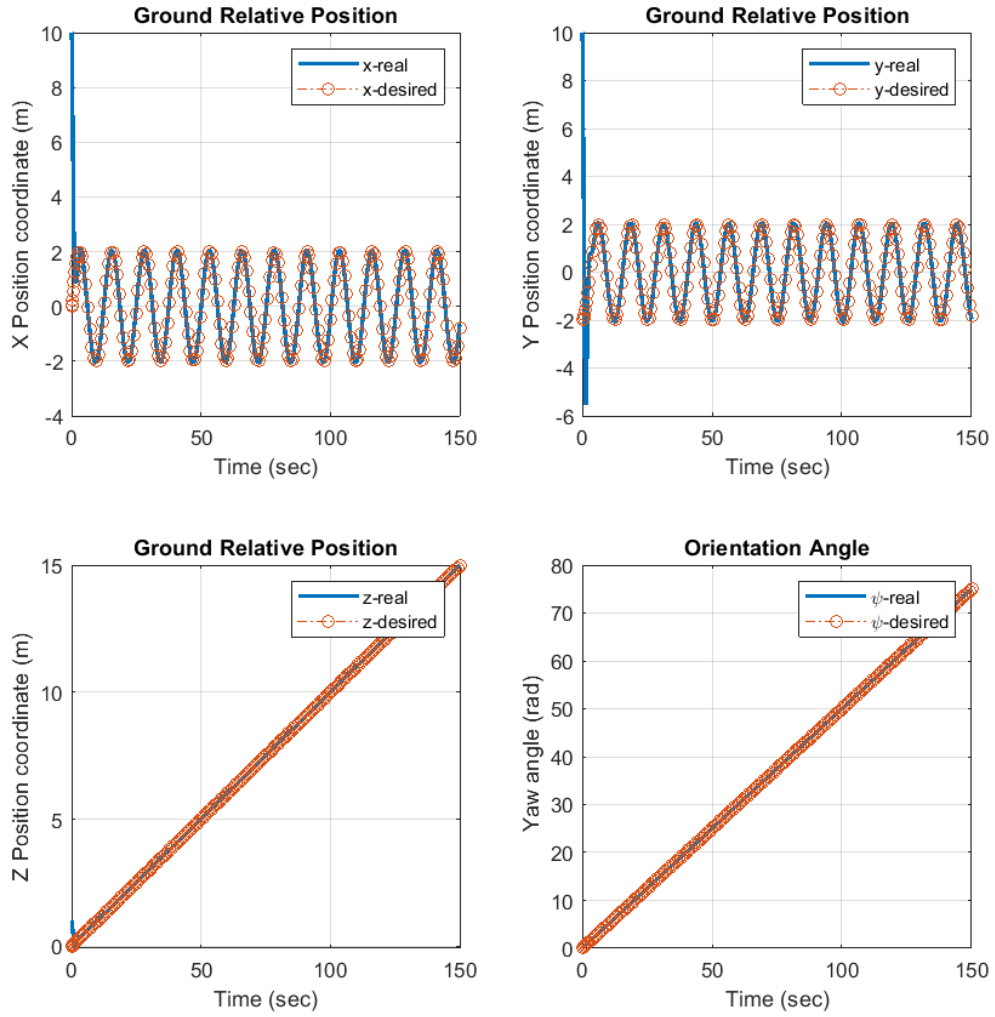 Ground Relative Position
X Position coordinate (m)
10
8
6
4
2
0
-2
-4
x-real
x-desired
0
50
100
150
Time (sec)
Ground Relative Position
Y Position coordinate (m)
10
8
6
4
2
0
-2
-4
-6
y-real
y-desired
0
50
100
150
Time (sec)
Ground Relative Position
Z Position coordinate (m)
15
10
5
0
z-real
z-desired
0
50
100
150
Time (sec)
Orientation Angle
Yaw angle (rad)
80
70
60
50
40
30
20
10
0
ψ-real
ψ-desired
0
50
100
150
Time (sec)